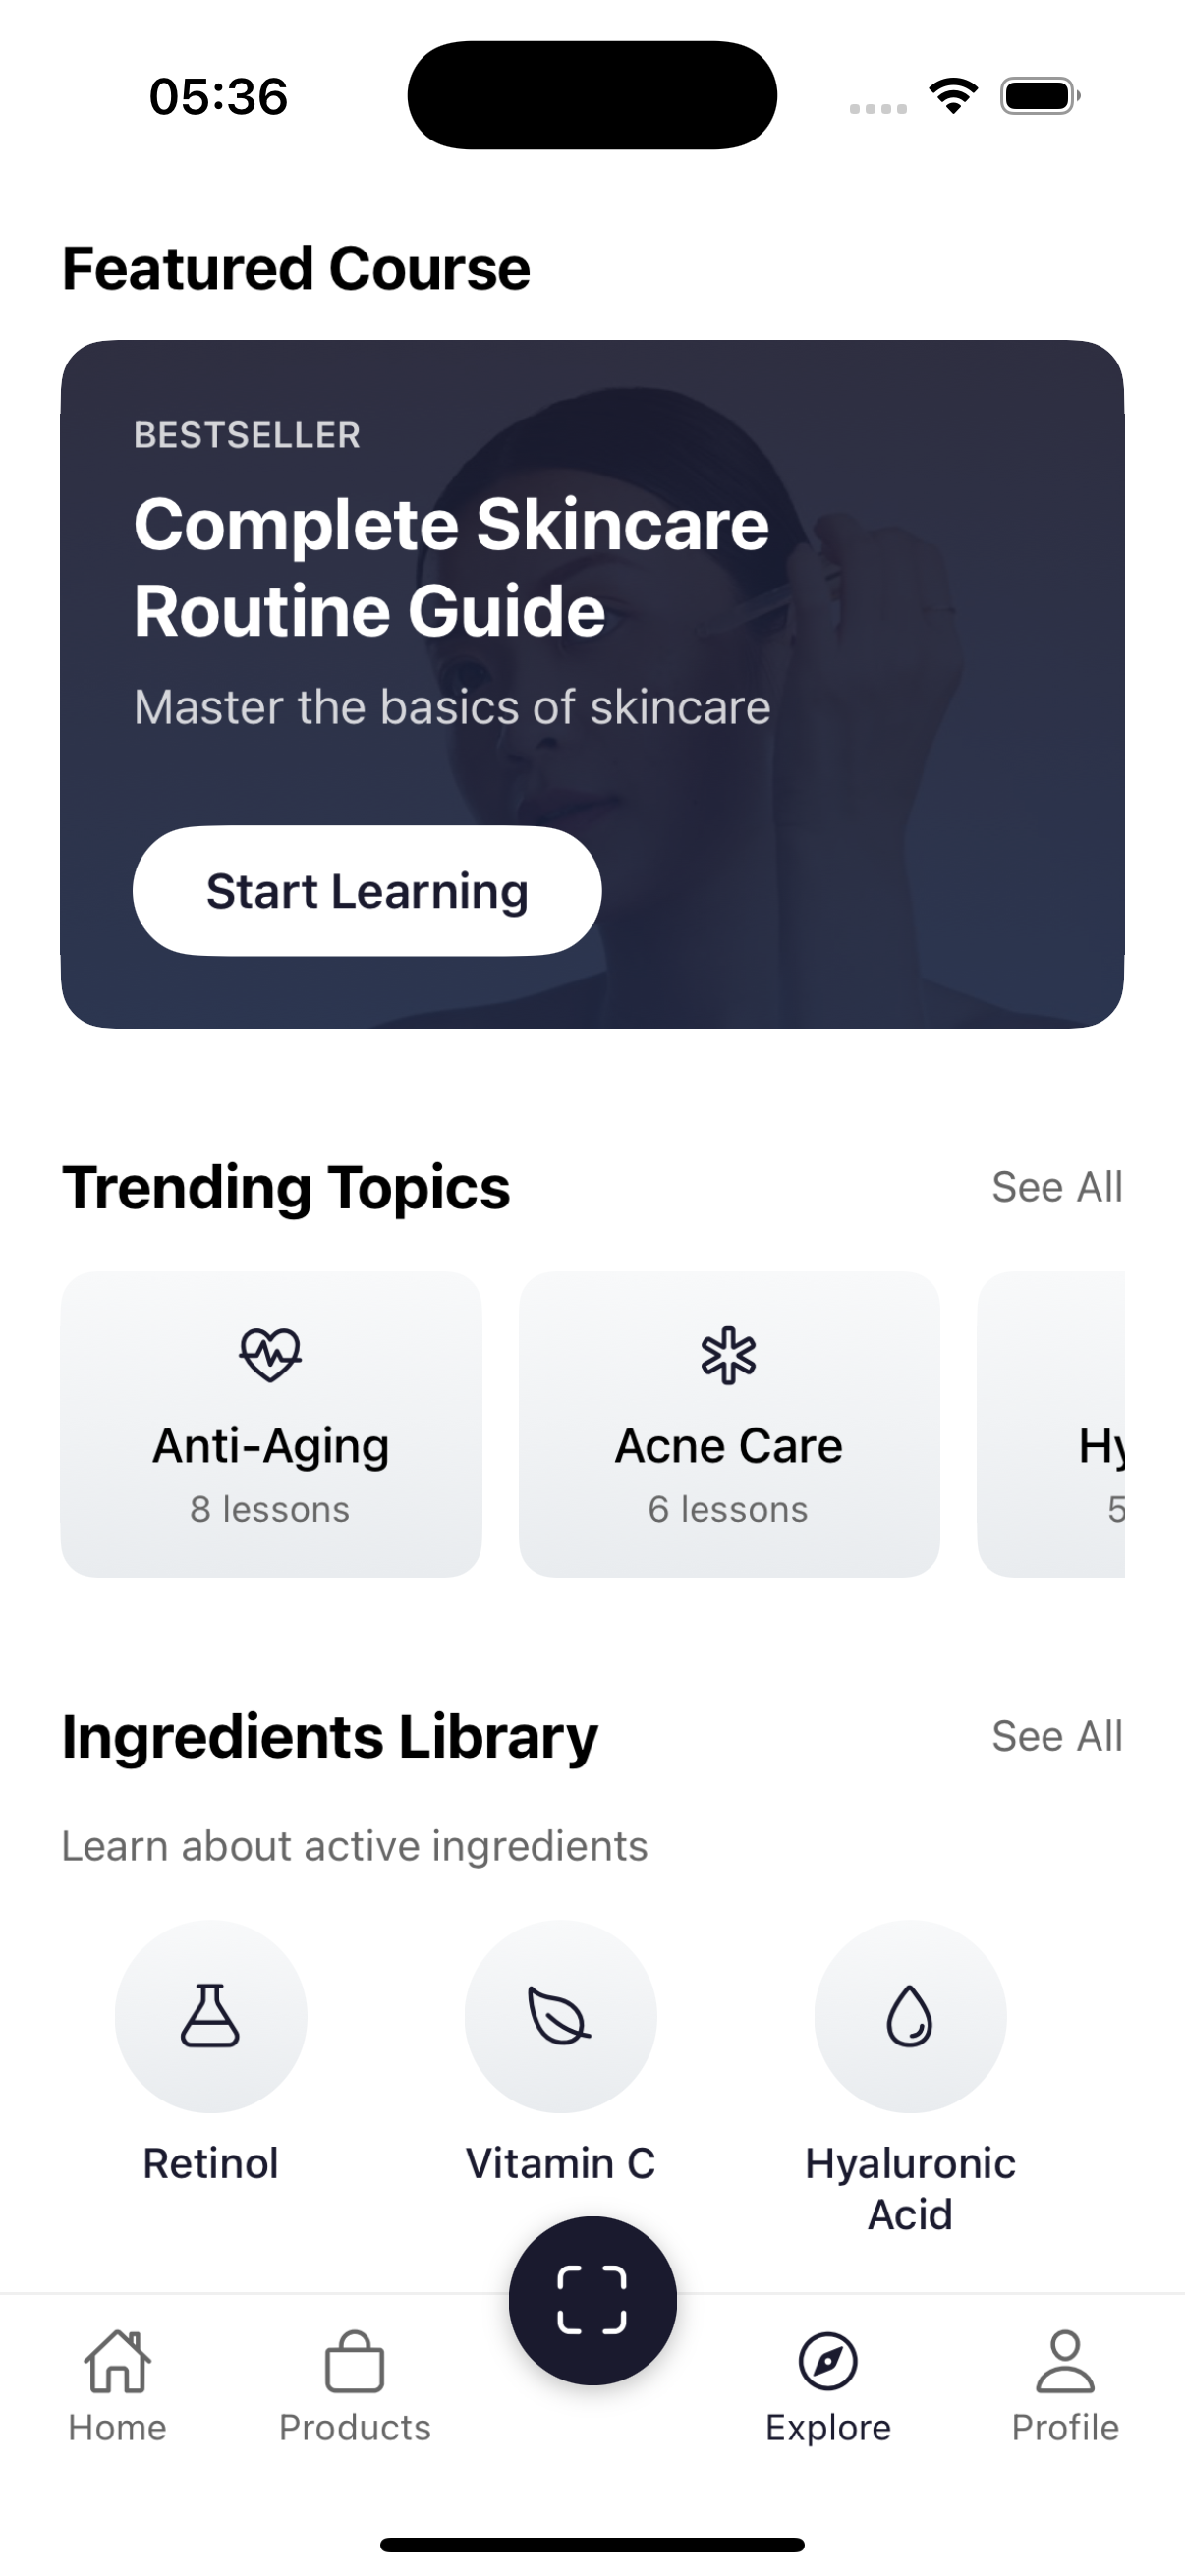 05:36
Featured Course
BESTSELLER
Complete Skincare
Routine Guide
Master the basics of skincare
Start Learning
Trending Topics
See All
Anti-Aging
8 lessons
Acne Care
6 lessons
Hy
5
Ingredients Library
See All
Learn about active ingredients
Retinol
Vitamin C
Hyaluronic
Acid
Home
Products
Explore
Profile